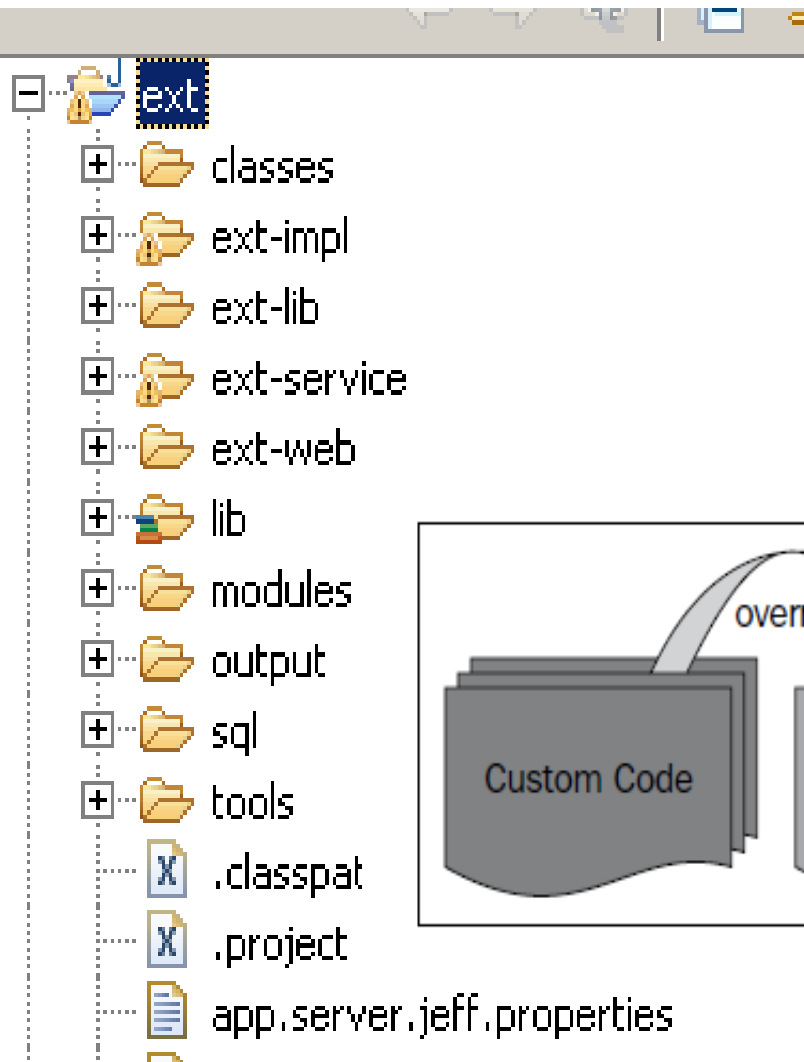 ext
classes
ext-impl
ext-lib
ext-service
ext-web
lib
modules
output
sql
tools
.classpat
.project
app.server.jeff.properties
Custom Code